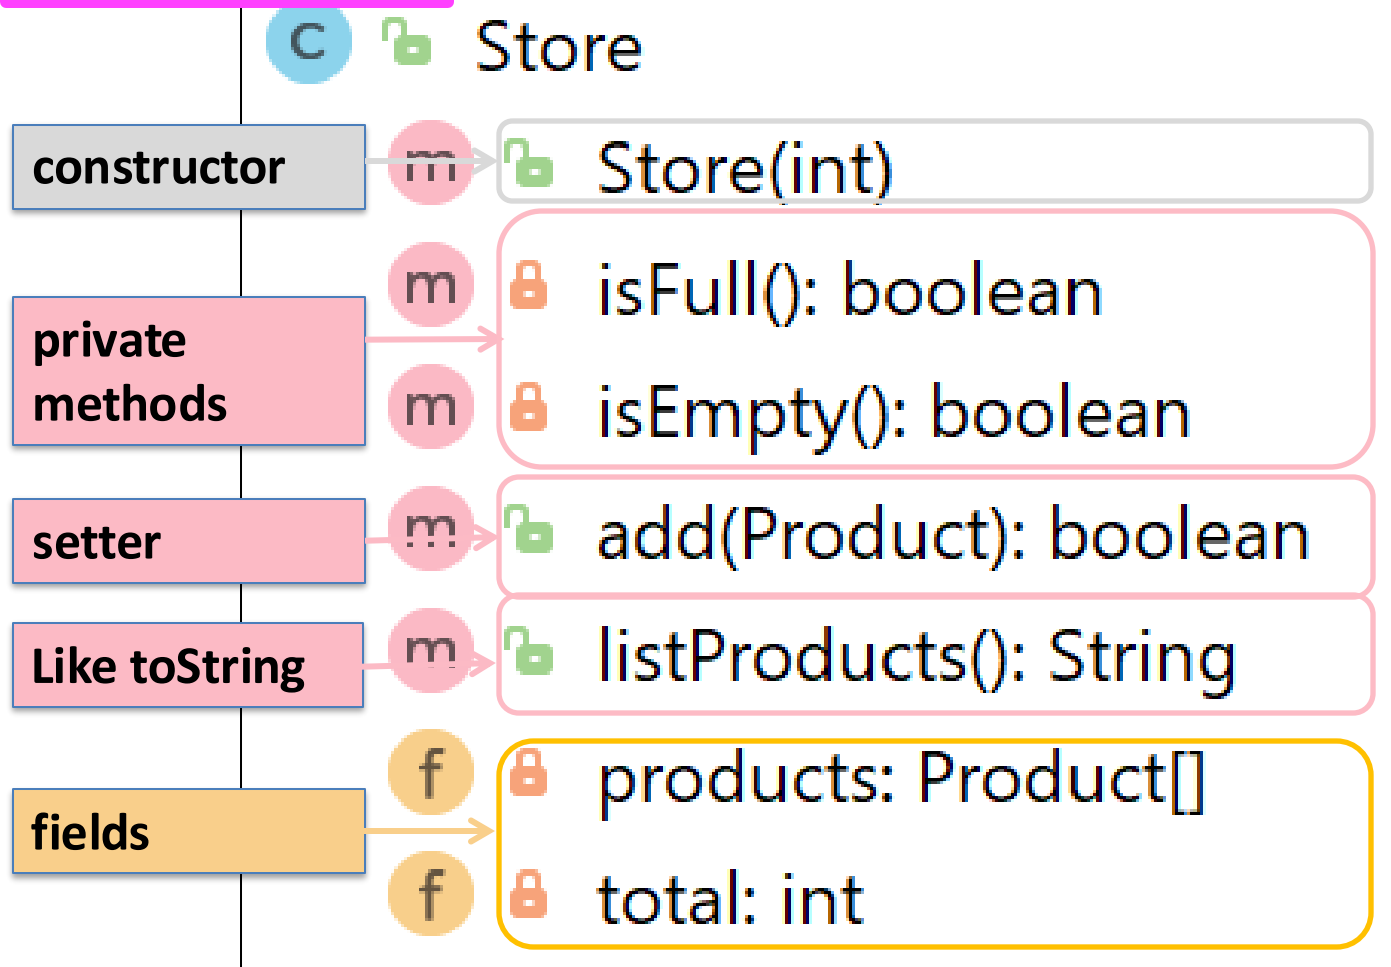 C Store
constructor
m Store(int)
m isFull(): boolean
private
methods
m isEmpty(): boolean
setter
m add(Product): boolean
Like toString
m listProducts(): String
f products: Product[]
fields
f total: int